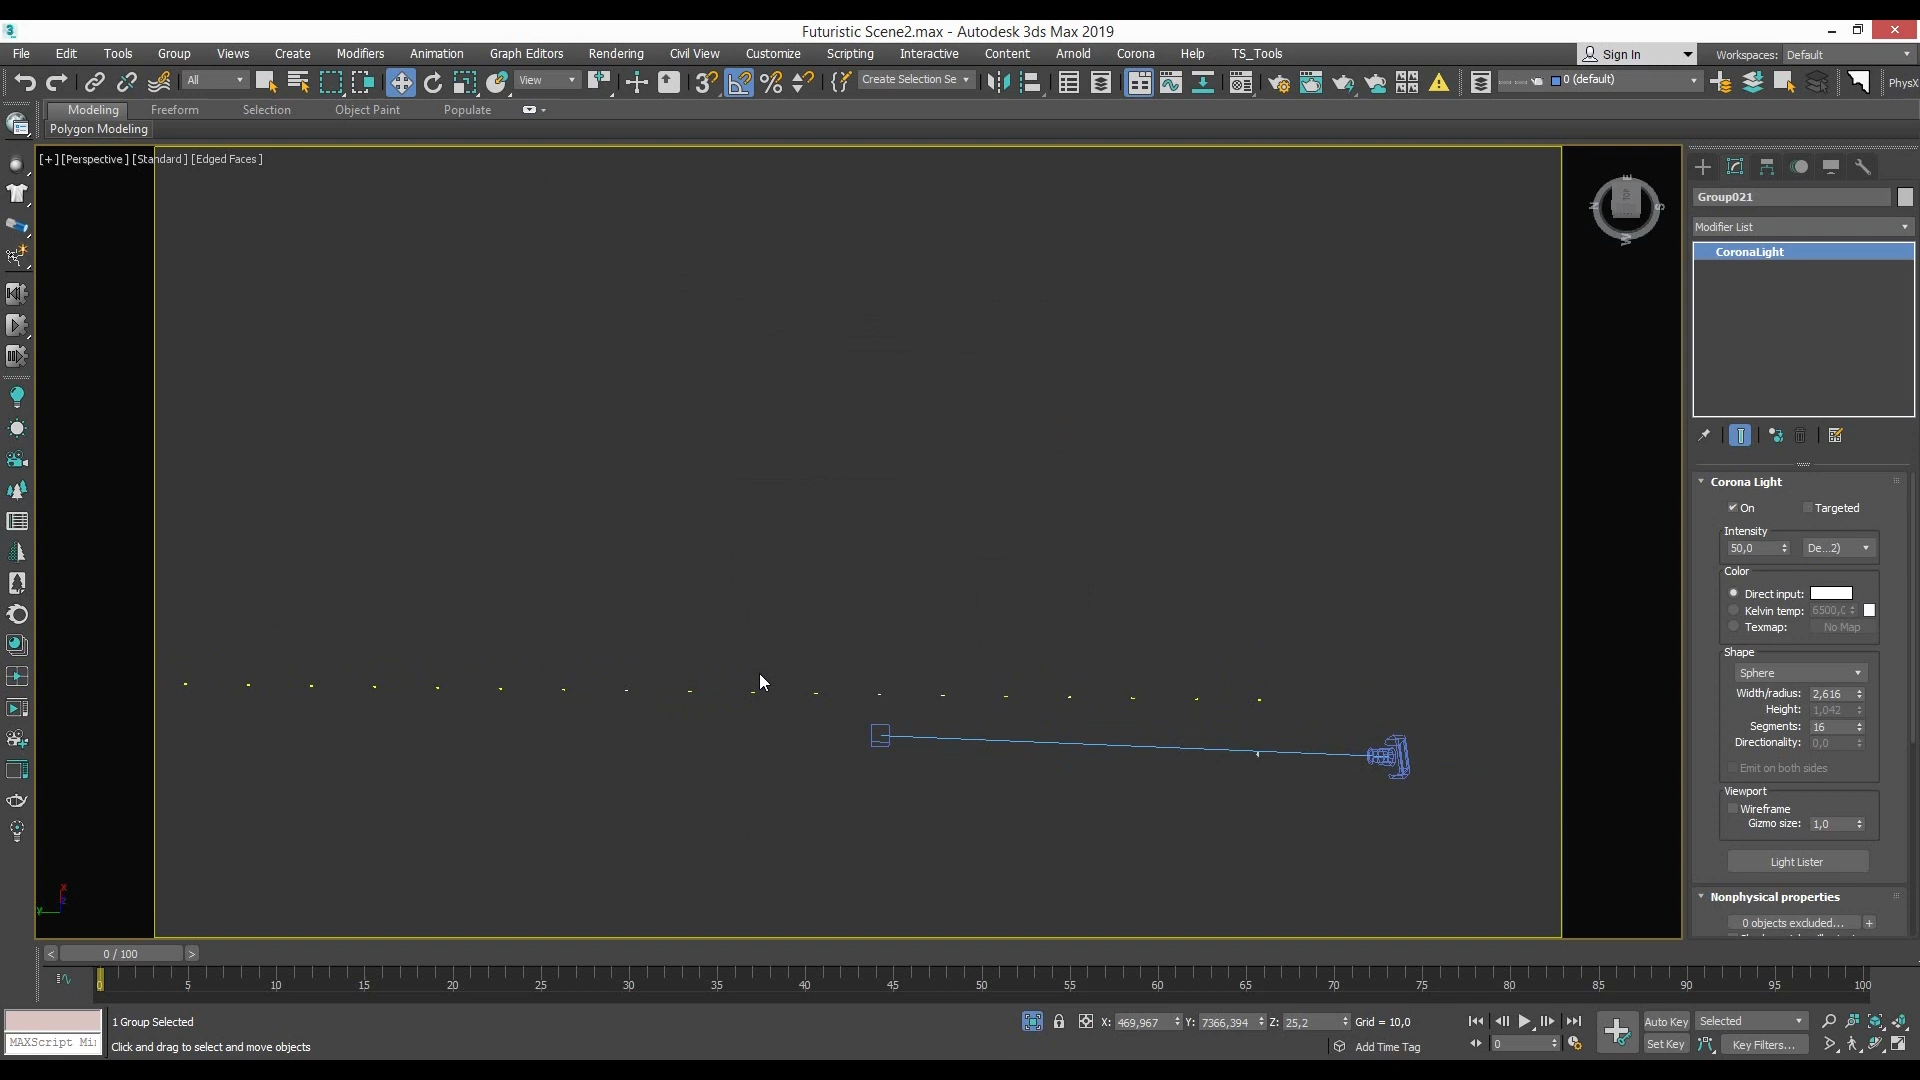 Futuristic Scene2.max - Autodesk 3ds Max 2019
File Edit Tools Group Views Create Modifiers Animation Graph Editors Rendering Civil View Customize Scripting Interactive Content Arnold Corona Help TS_Tools Sign In Workspaces: Default
All View Create Selection Se 0 (default) PhysX
Modeling Freeform Selection Object Paint Populate
Polygon Modeling
[+] [Perspective ] [Standard ] [Edged Faces ]
TOP
N E S W
Group021
Modifier List
CoronaLight
Corona Light
On Targeted
Intensity
50,0 De...2)
Color
Direct input:
Kelvin temp: 6500,0
Texmap: No Map
Shape
Sphere
Width/radius: 2,616
Height: 1,042
Segments: 16
Directionality: 0,0
Emit on both sides
Viewport
Wireframe
Gizmo size: 1,0
Light Lister
Nonphysical properties
0 objects excluded... +
x
y z
< 0 / 100 >
0 5 10 15 20 25 30 35 40 45 50 55 60 65 70 75 80 85 90 95 100
1 Group Selected X: 469,967 Y: 7366,394 Z: 25,2 Grid = 10,0 Auto Key Selected
MAXScript Mi Click and drag to select and move objects Add Time Tag 0 Set Key Key Filters...